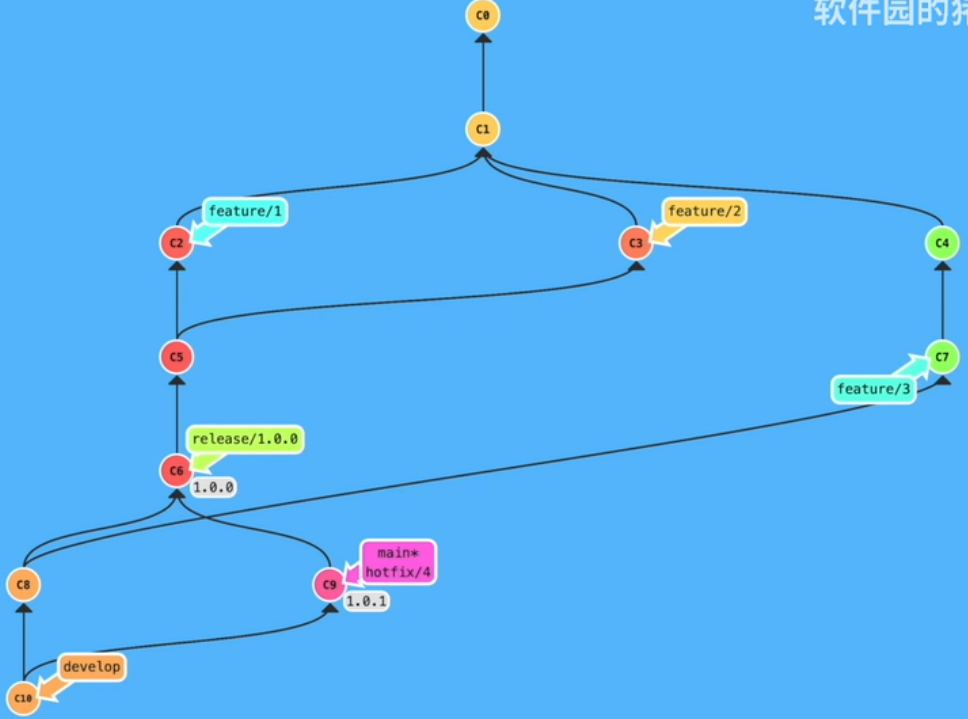 软件园的猪
C0
C1
feature/1
feature/2
C2
C3
C4
C5
C7
feature/3
release/1.0.0
C6
1.0.0
main*
hotfix/4
C8
C9
1.0.1
develop
C10